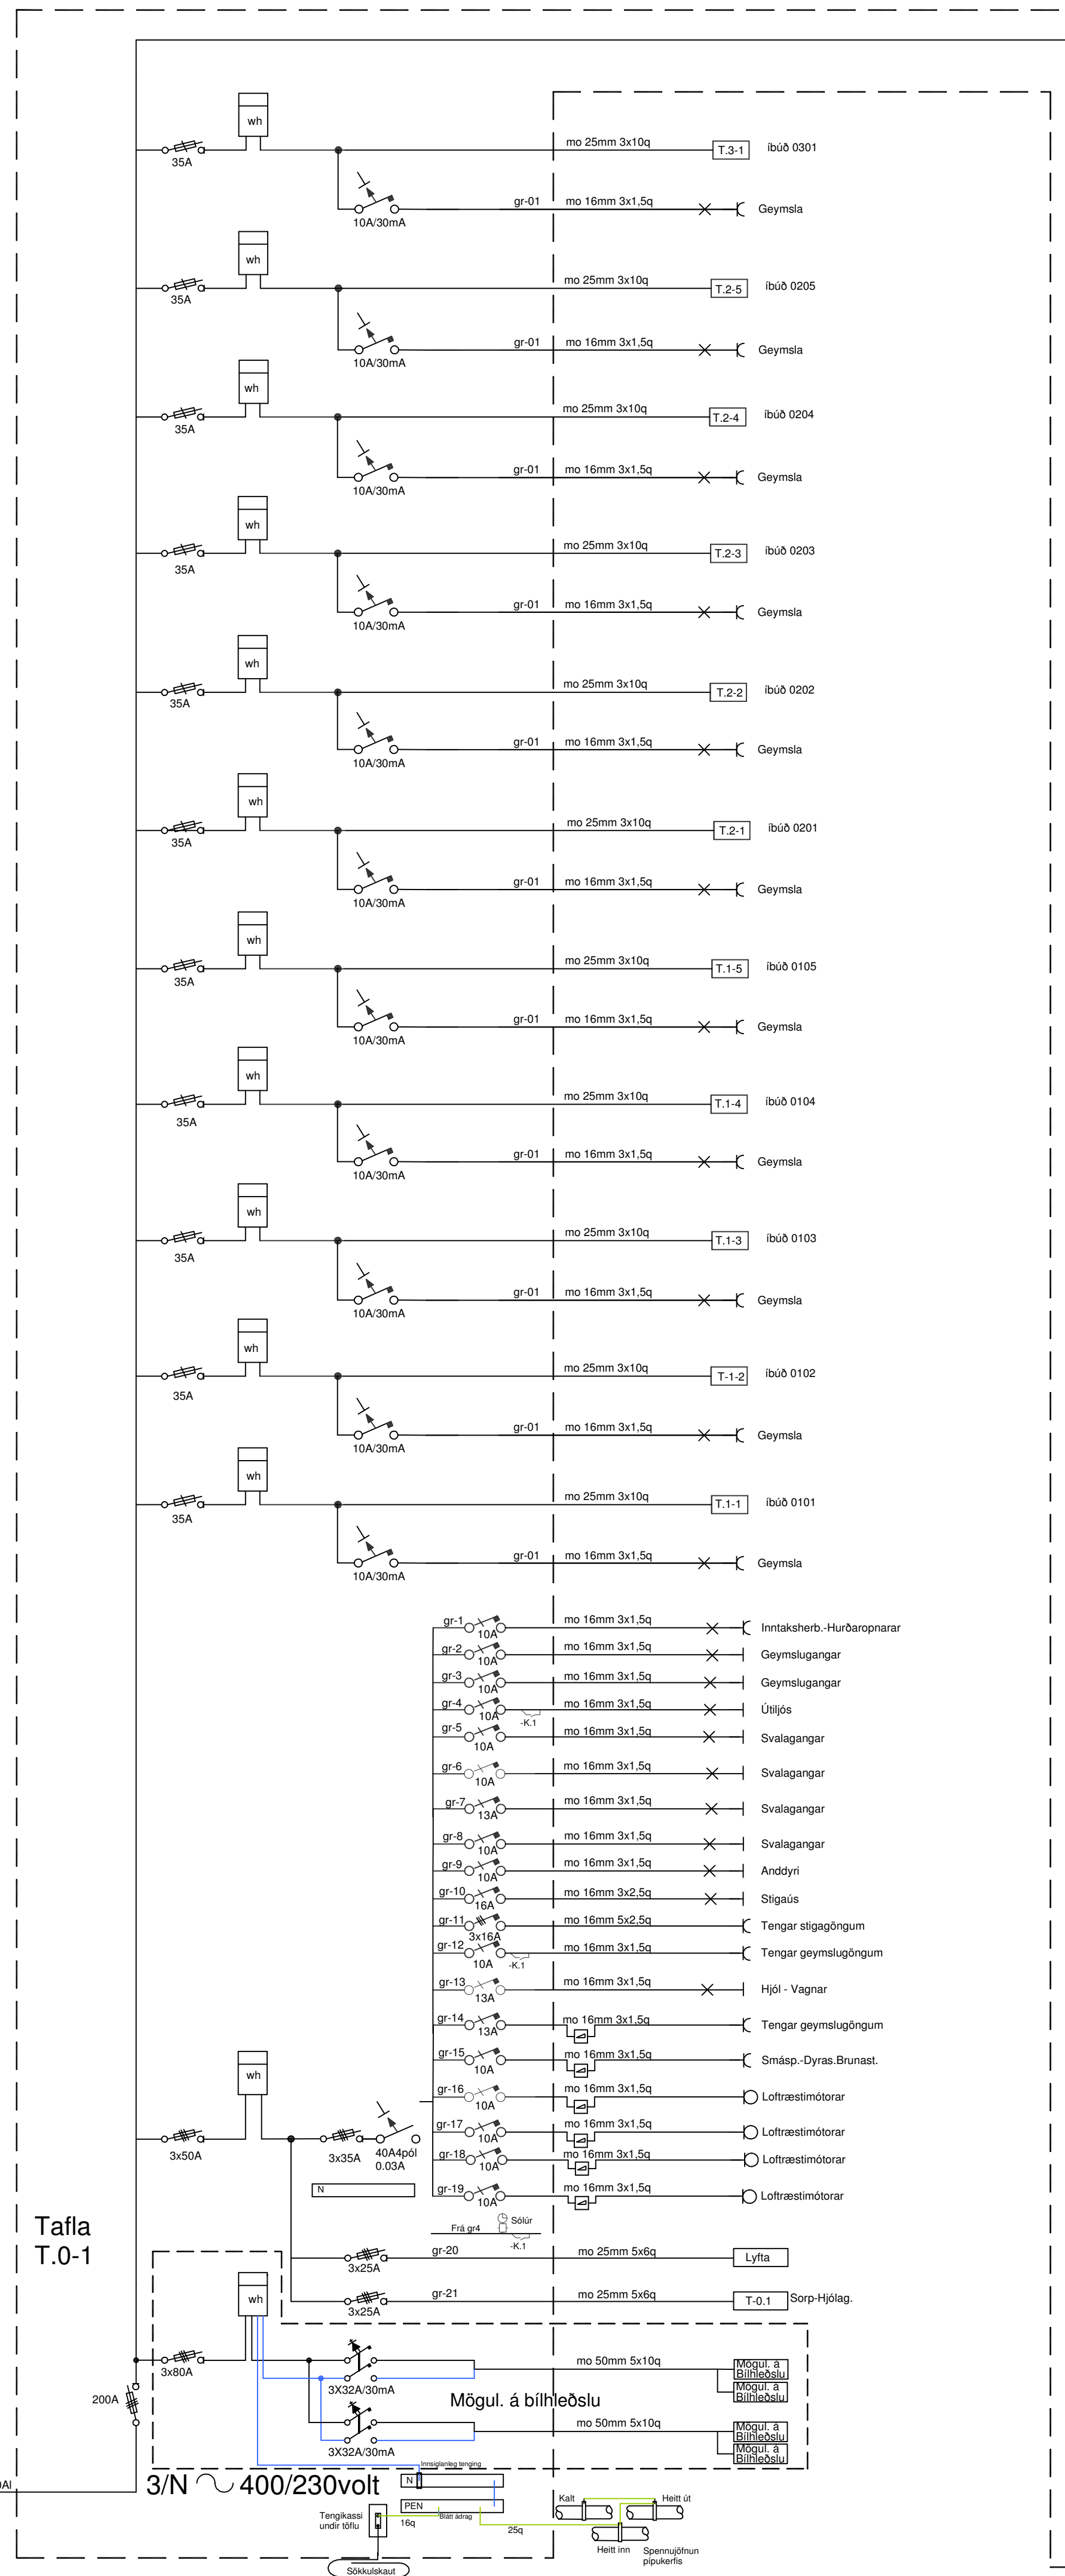 wh
mo 25mm 3x10q
T.3-1
íbúð 0301
35A
gr-01
mo 16mm 3x1,5q
Geymsla
10A/30mA
wh
mo 25mm 3x10q
T.2-5
íbúð 0205
35A
gr-01
mo 16mm 3x1,5q
Geymsla
10A/30mA
wh
mo 25mm 3x10q
T.2-4
íbúð 0204
35A
gr-01
mo 16mm 3x1,5q
Geymsla
10A/30mA
wh
mo 25mm 3x10q
T.2-3
íbúð 0203
35A
gr-01
mo 16mm 3x1,5q
Geymsla
10A/30mA
wh
mo 25mm 3x10q
T.2-2
íbúð 0202
35A
gr-01
mo 16mm 3x1,5q
Geymsla
10A/30mA
wh
mo 25mm 3x10q
T.2-1
íbúð 0201
35A
gr-01
mo 16mm 3x1,5q
Geymsla
10A/30mA
wh
mo 25mm 3x10q
T.1-5
íbúð 0105
35A
gr-01
mo 16mm 3x1,5q
Geymsla
10A/30mA
wh
mo 25mm 3x10q
T.1-4
íbúð 0104
35A
gr-01
mo 16mm 3x1,5q
Geymsla
10A/30mA
wh
mo 25mm 3x10q
T.1-3
íbúð 0103
35A
gr-01
mo 16mm 3x1,5q
Geymsla
10A/30mA
wh
mo 25mm 3x10q
T-1-2
íbúð 0102
35A
gr-01
mo 16mm 3x1,5q
Geymsla
10A/30mA
wh
mo 25mm 3x10q
T.1-1
íbúð 0101
35A
gr-01
mo 16mm 3x1,5q
Geymsla
10A/30mA
gr-1
10A
mo 16mm 3x1,5q
Inntaksherb.-Hurðaropnarar
gr-2
10A
mo 16mm 3x1,5q
Geymslugangar
gr-3
10A
mo 16mm 3x1,5q
Geymslugangar
gr-4
10A
-K.1
mo 16mm 3x1,5q
Útiljós
gr-5
10A
mo 16mm 3x1,5q
Svalagangar
gr-6
10A
mo 16mm 3x1,5q
Svalagangar
gr-7
13A
mo 16mm 3x1,5q
Svalagangar
gr-8
10A
mo 16mm 3x1,5q
Svalagangar
gr-9
10A
mo 16mm 3x1,5q
Anddyri
gr-10
16A
mo 16mm 3x2,5q
Stigaús
gr-11
3x16A
mo 16mm 5x2,5q
Tengar stigagöngum
gr-12
10A
-K.1
mo 16mm 3x1,5q
Tengar geymslugöngum
gr-13
13A
mo 16mm 3x1,5q
Hjól - Vagnar
gr-14
13A
mo 16mm 3x1,5q
Tengar geymslugöngum
gr-15
10A
mo 16mm 3x1,5q
Smásp.-Dyras.Brunast.
gr-16
10A
mo 16mm 3x1,5q
Loftræstimótorar
gr-17
10A
mo 16mm 3x1,5q
Loftræstimótorar
gr-18
10A
mo 16mm 3x1,5q
Loftræstimótorar
gr-19
10A
mo 16mm 3x1,5q
Loftræstimótorar
wh
3x50A
3x35A
40A4pól
0.03A
N
Sólúr
Frá gr4
-K.1
Tafla
T.0-1
gr-20
3x25A
mo 25mm 5x6q
Lyfta
gr-21
3x25A
mo 25mm 5x6q
T-0.1
Sorp-Hjólag.
wh
3x80A
200A
3X32A/30mA
mo 50mm 5x10q
Mögul. á
Bílhleðslu
Mögul. á
Bílhleðslu
Mögul. á bílhleðslu
3X32A/30mA
mo 50mm 5x10q
Mögul. á
Bílhleðslu
Mögul. á
Bílhleðslu
Innsiglanleg tenging
3/N 400/230volt
N
PEN
Blátt ádrag
Tengikassi
undir töflu
16q
25q
Kalt
Heitt út
Heitt inn
Spennujöfnun
pípukerfis
Sökkulskaut